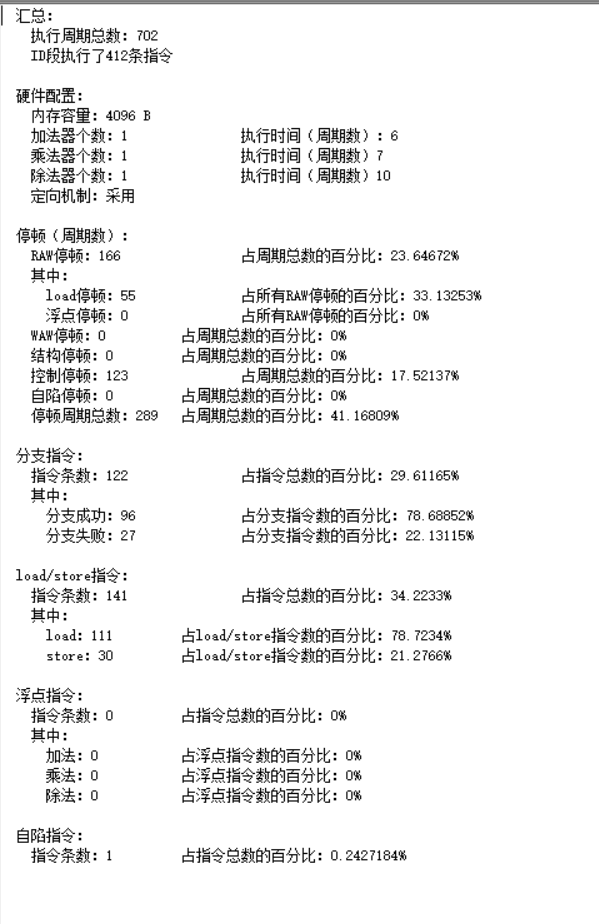 汇总：
执行周期总数：702
ID段执行了412条指令
硬件配置：
内存容量：4096 B
加法器个数：1 执行时间（周期数）：6
乘法器个数：1 执行时间（周期数）7
除法器个数：1 执行时间（周期数）10
定向机制：采用
停顿（周期数）：
RAW停顿：166 占周期总数的百分比：23.64672%
其中：
load停顿：55 占所有RAW停顿的百分比：33.13253%
浮点停顿：0 占所有RAW停顿的百分比：0%
WAW停顿：0 占周期总数的百分比：0%
结构停顿：0 占周期总数的百分比：0%
控制停顿：123 占周期总数的百分比：17.52137%
自陷停顿：0 占周期总数的百分比：0%
停顿周期总数：289 占周期总数的百分比：41.16809%
分支指令：
指令条数：122 占指令总数的百分比：29.61165%
其中：
分支成功：96 占分支指令数的百分比：78.68852%
分支失败：27 占分支指令数的百分比：22.13115%
load/store指令：
指令条数：141 占指令总数的百分比：34.2233%
其中：
load：111 占load/store指令数的百分比：78.7234%
store：30 占load/store指令数的百分比：21.2766%
浮点指令：
指令条数：0 占指令总数的百分比：0%
其中：
加法：0 占浮点指令数的百分比：0%
乘法：0 占浮点指令数的百分比：0%
除法：0 占浮点指令数的百分比：0%
自陷指令：
指令条数：1 占指令总数的百分比：0.2427184%